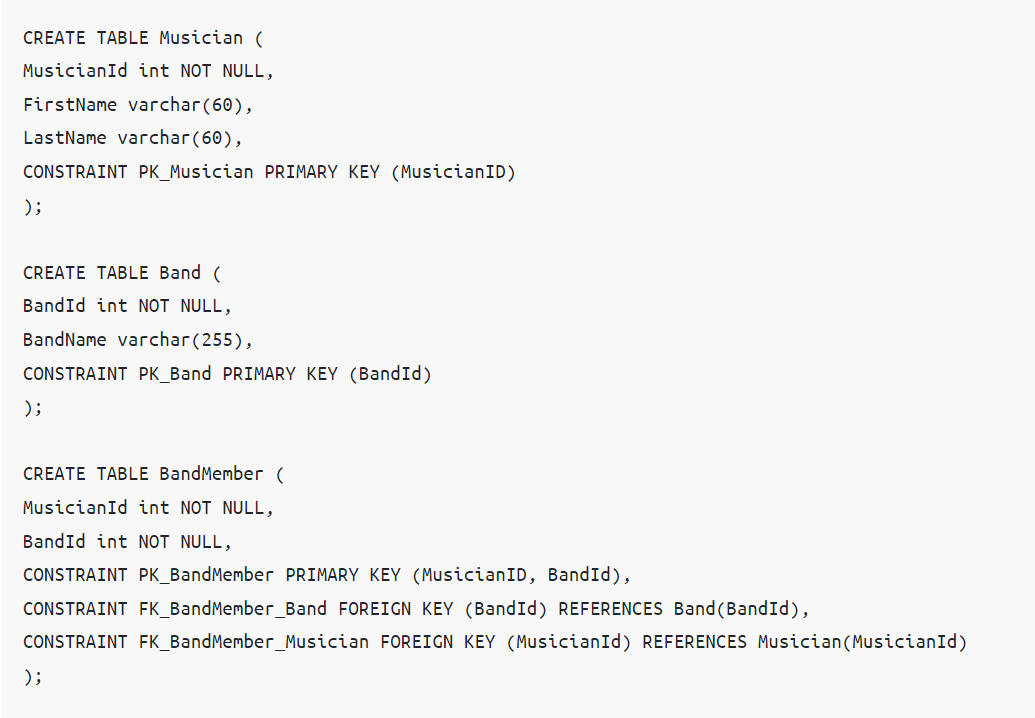 CREATE TABLE Musician (
MusicianId int NOT NULL,
FirstName varchar(60),
LastName varchar(60),
CONSTRAINT PK_Musician PRIMARY KEY (MusicianID)
);
CREATE TABLE Band (
BandId int NOT NULL,
BandName varchar(255),
CONSTRAINT PK_Band PRIMARY KEY (BandId)
);
CREATE TABLE BandMember (
MusicianId int NOT NULL,
BandId int NOT NULL,
CONSTRAINT PK_BandMember PRIMARY KEY (MusicianID, BandId),
CONSTRAINT FK_BandMember_Band FOREIGN KEY (BandId) REFERENCES Band(BandId),
CONSTRAINT FK_BandMember_Musician FOREIGN KEY (MusicianId) REFERENCES Musician(MusicianId)
);